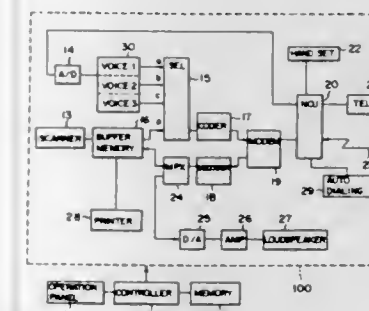 30
HAND SET 22
14
VOICE 1 a
SEL
A/D
VOICE 2 b
15
20
VOICE 3 c
13
16
17
NCU
TEL
SCANNER
BUFFER MEMORY
CODER
MODEM
MPX
24
18
19
29
AUTO DIALING
PRINTER
28
25
26
27
D/A
AMP
LOUDSPEAKER
100
OPERATION PANEL
CONTROLLER
MEMORY